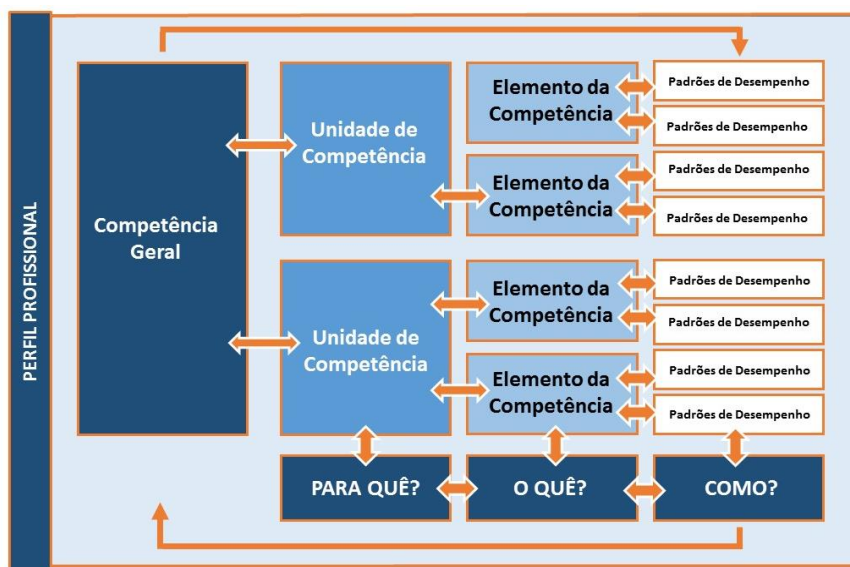 PERFIL PROFISSIONAL
Competência
Geral
Unidade de
Competência
Elemento da
Competência
Padrões de Desempenho
Padrões de Desempenho
Elemento da
Competência
Padrões de Desempenho
Padrões de Desempenho
Unidade de
Competência
Elemento da
Competência
Padrões de Desempenho
Padrões de Desempenho
Elemento da
Competência
Padrões de Desempenho
Padrões de Desempenho
PARA QUÊ?
O QUÊ?
COMO?